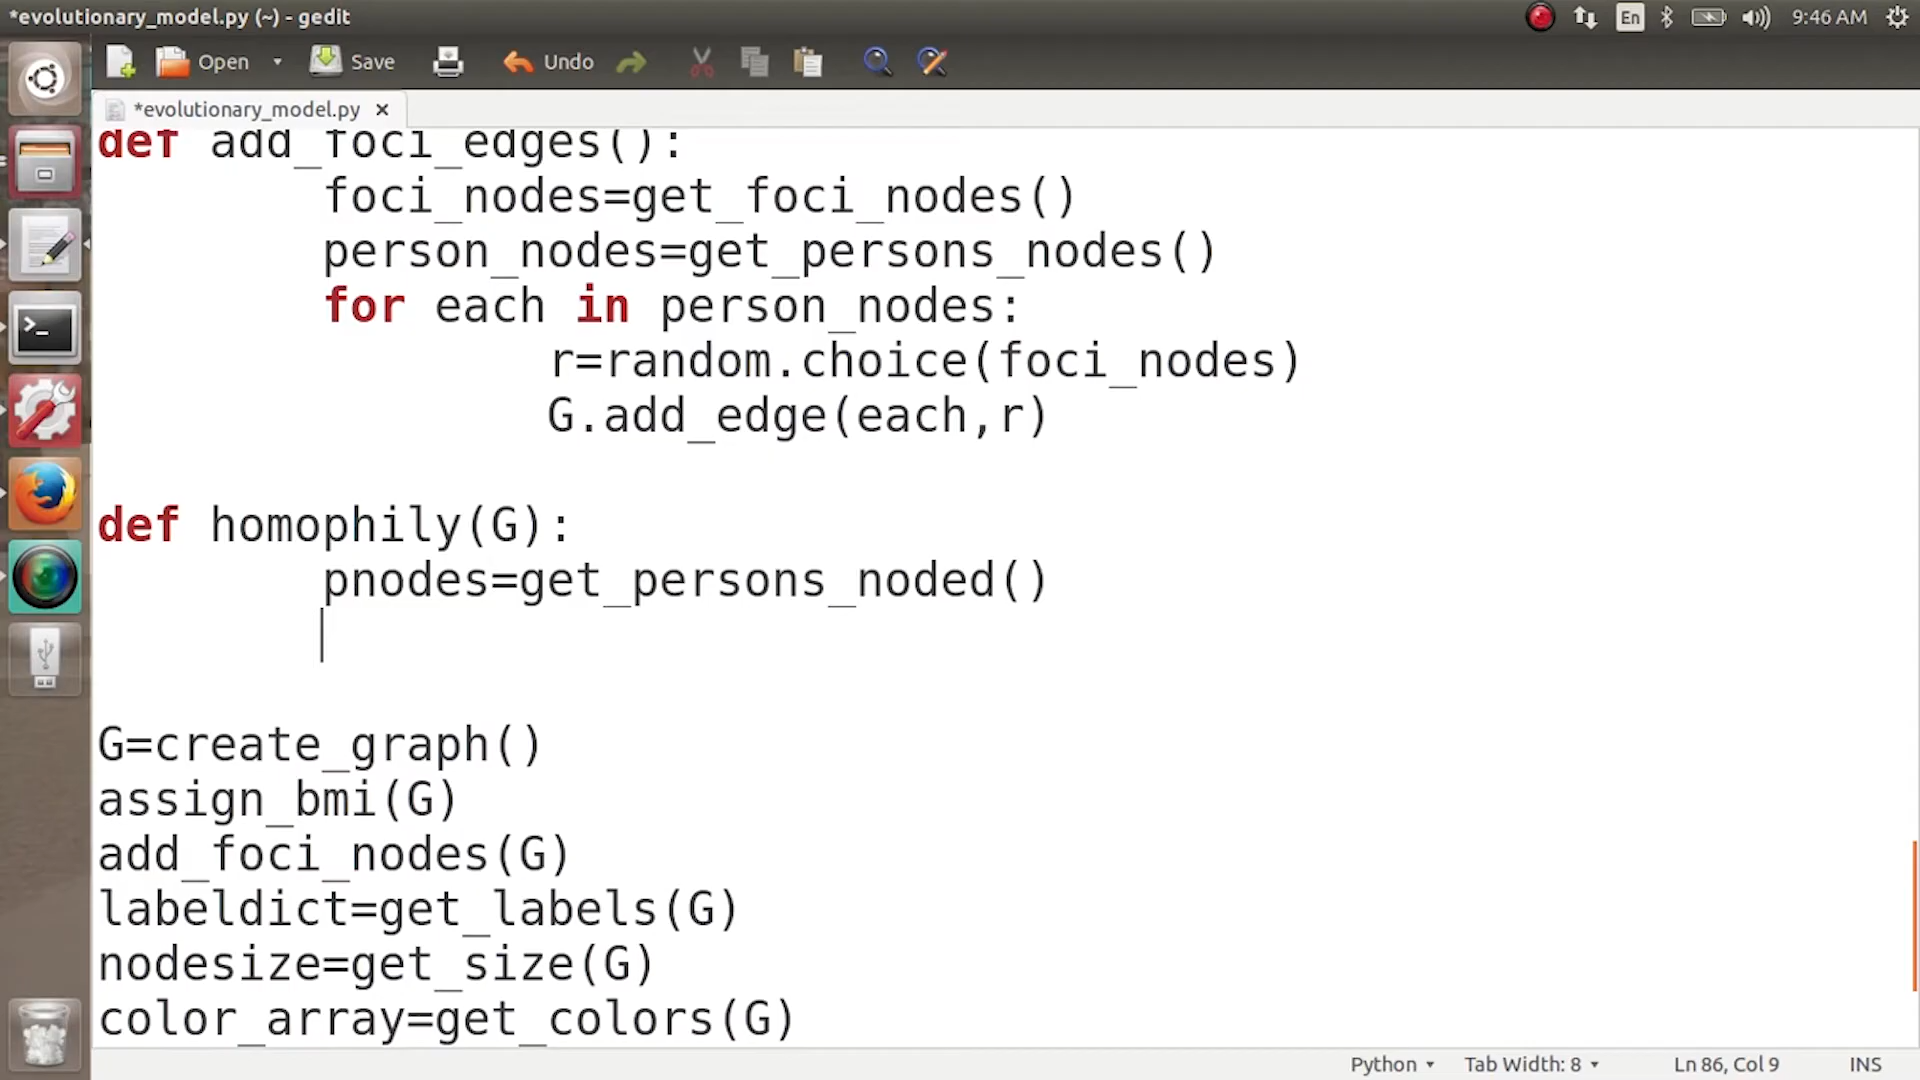 *evolutionary_model.py (~) - gedit
En
9:46 AM
Open
Save
Undo
*evolutionary_model.py
def add_foci_edges():
foci_nodes=get_foci_nodes()
person_nodes=get_persons_nodes()
for each in person_nodes:
r=random.choice(foci_nodes)
G.add_edge(each,r)
def homophily(G):
pnodes=get_persons_noded()
G=create_graph()
assign_bmi(G)
add_foci_nodes(G)
labeldict=get_labels(G)
nodesize=get_size(G)
color_array=get_colors(G)
Python
Tab Width: 8
Ln 86, Col 9
INS